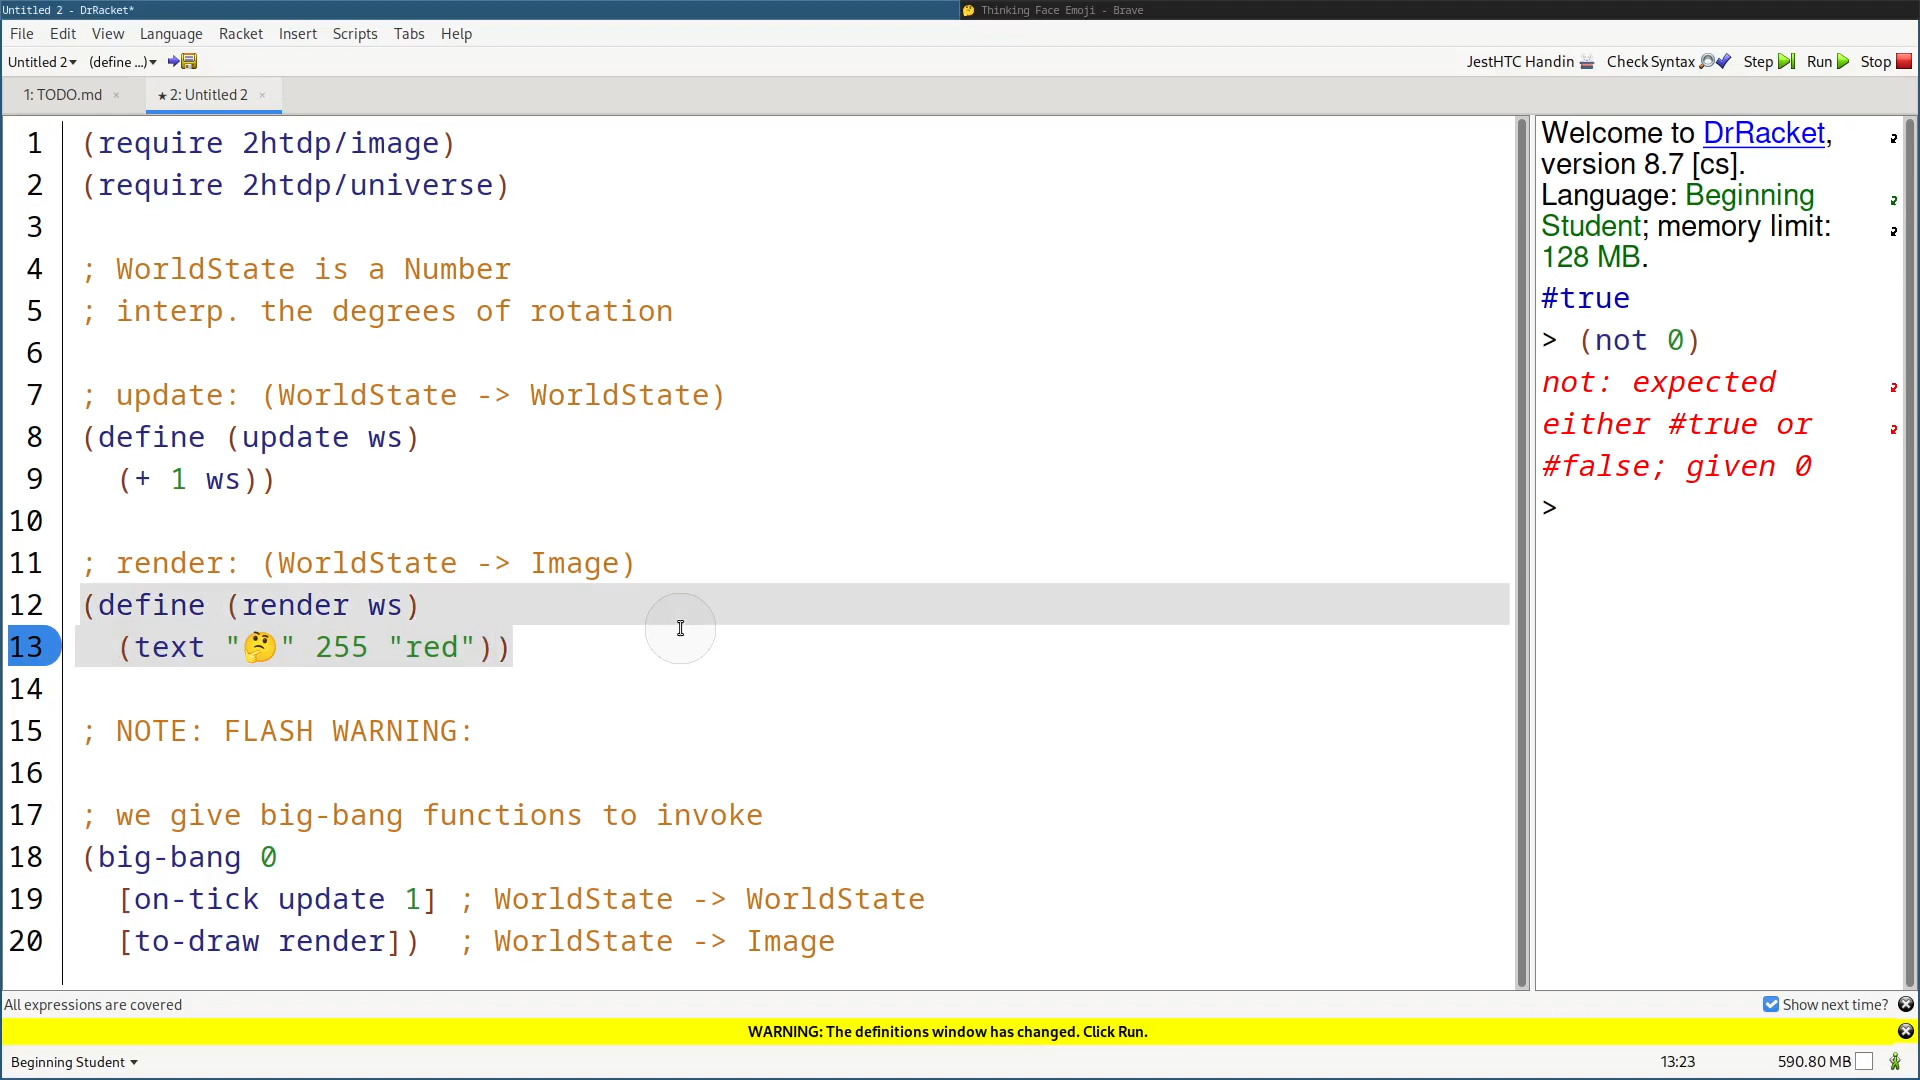 Untitled 2 - DrRacket*
🤔 Thinking Face Emoji - Brave
File Edit View Language Racket Insert Scripts Tabs Help
Untitled 2▾ (define ...)▾
JestHTC Handin Check Syntax Step Run Stop
1: TODO.md ×
★ 2: Untitled 2 ×
1 (require 2htdp/image)
2 (require 2htdp/universe)
3
4 ; WorldState is a Number
5 ; interp. the degrees of rotation
6
7 ; update: (WorldState -> WorldState)
8 (define (update ws)
9   (+ 1 ws))
10
11 ; render: (WorldState -> Image)
12 (define (render ws)
13   (text "🤔" 255 "red"))
14
15 ; NOTE: FLASH WARNING:
16
17 ; we give big-bang functions to invoke
18 (big-bang 0
19   [on-tick update 1] ; WorldState -> WorldState
20   [to-draw render])  ; WorldState -> Image
Welcome to DrRacket,
version 8.7 [cs].
Language: Beginning
Student; memory limit:
128 MB.
#true
> (not 0)
not: expected
either #true or
#false; given 0
>
All expressions are covered
Show next time?
WARNING: The definitions window has changed. Click Run.
Beginning Student ▾
13:23
590.80 MB